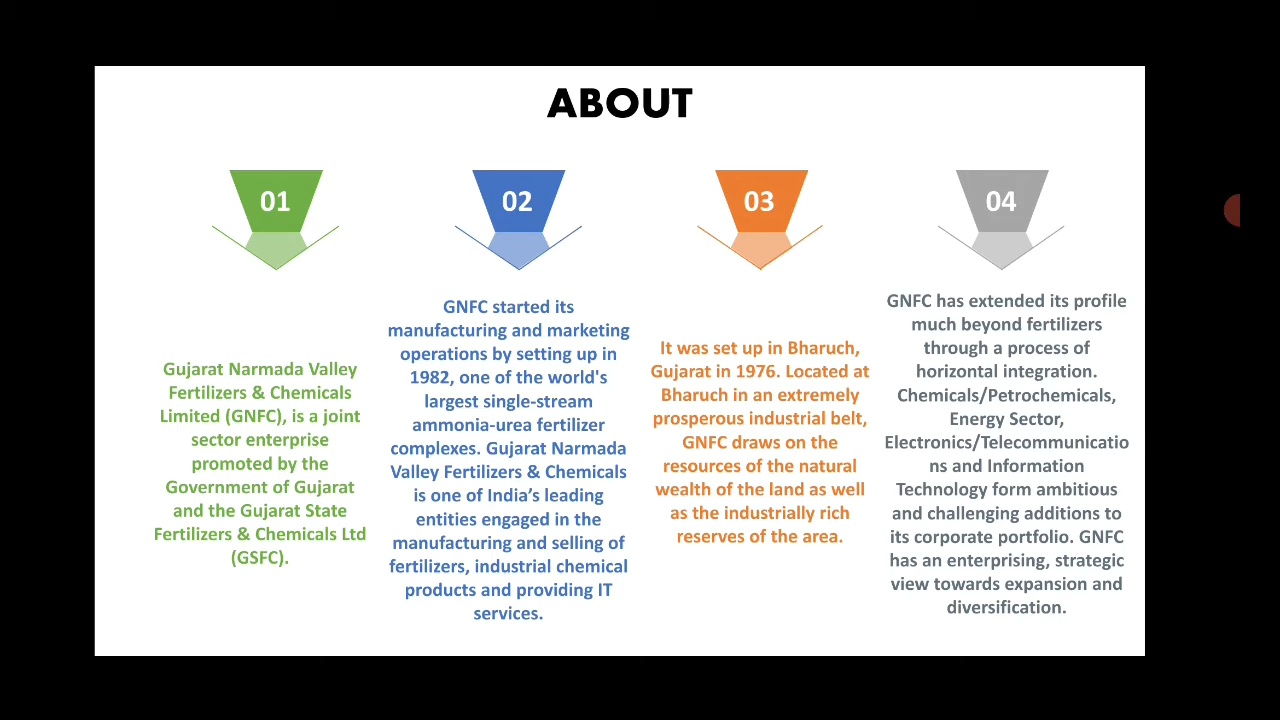 ABOUT
01
Gujarat Narmada Valley
Fertilizers & Chemicals
Limited (GNFC), is a joint
sector enterprise
promoted by the
Government of Gujarat
and the Gujarat State
Fertilizers & Chemicals Ltd
(GSFC).
02
GNFC started its
manufacturing and marketing
operations by setting up in
1982, one of the world's
largest single-stream
ammonia-urea fertilizer
complexes. Gujarat Narmada
Valley Fertilizers & Chemicals
is one of India’s leading
entities engaged in the
manufacturing and selling of
fertilizers, industrial chemical
products and providing IT
services.
03
It was set up in Bharuch,
Gujarat in 1976. Located at
Bharuch in an extremely
prosperous industrial belt,
GNFC draws on the
resources of the natural
wealth of the land as well
as the industrially rich
reserves of the area.
04
GNFC has extended its profile
much beyond fertilizers
through a process of
horizontal integration.
Chemicals/Petrochemicals,
Energy Sector,
Electronics/Telecommunicatio
ns and Information
Technology form ambitious
and challenging additions to
its corporate portfolio. GNFC
has an enterprising, strategic
view towards expansion and
diversification.